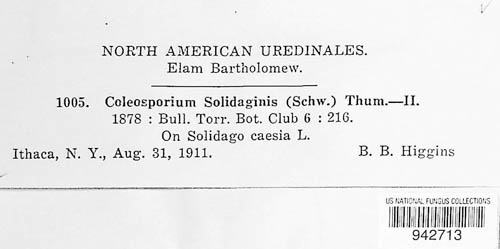 NORTH AMERICAN UREDINALES.
Elam Bartholomew.
1005. Coleosporium Solidaginis (Schw.) Thum.—II.
1878 : Bull. Torr. Bot. Club 6 : 216.
On Solidago caesia L.
Ithaca, N. Y., Aug. 31, 1911. B. B. Higgins
US NATIONAL FUNGUS COLLECTIONS
942713